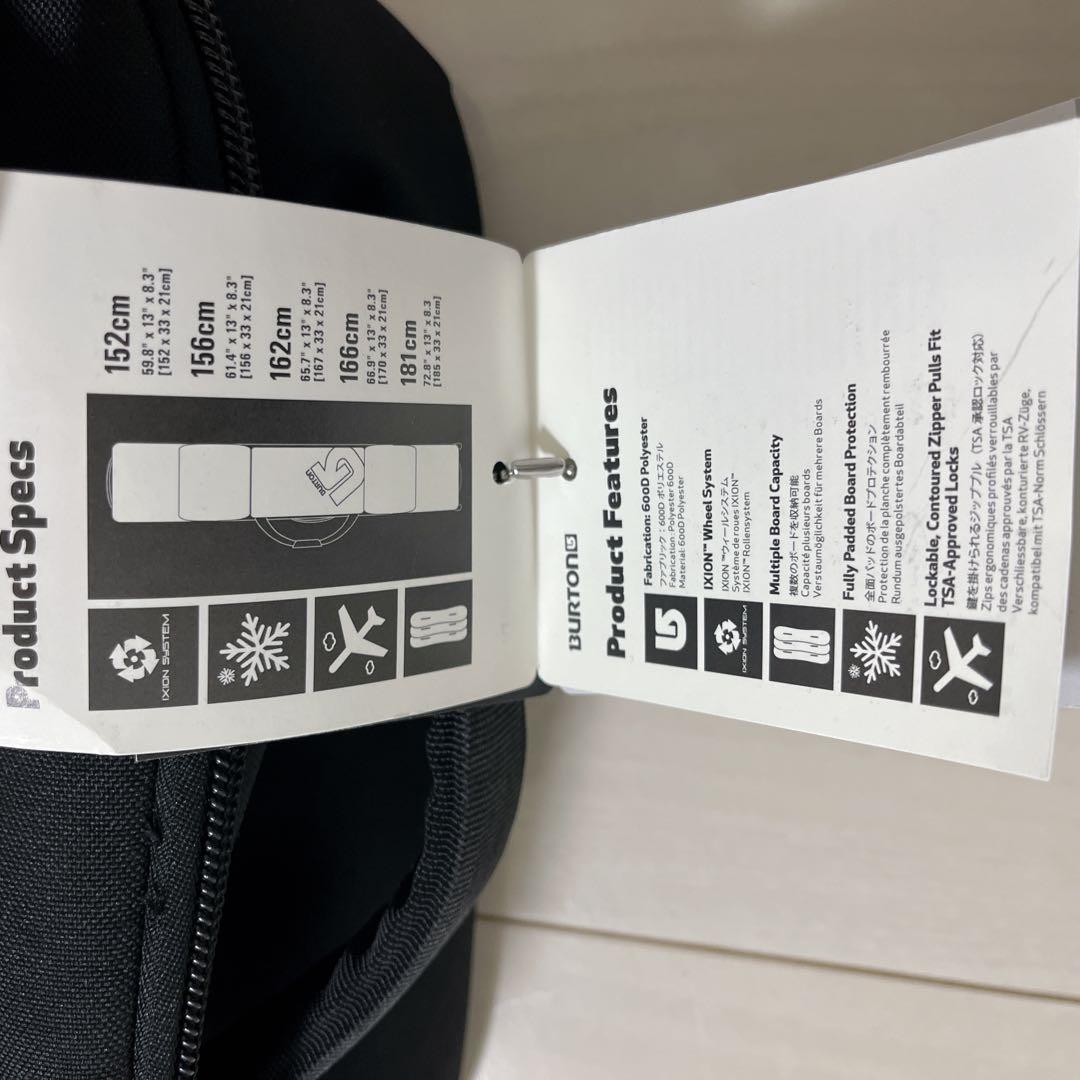 Product Specs
152cm
59.8" x 13" x 8.3"
[152 x 33 x 21cm]
156cm
61.4" x 13" x 8.3"
[156 x 33 x 21cm]
162cm
65.7" x 13" x 8.3"
[167 x 33 x 21cm]
166cm
66.9" x 13" x 8.3"
[170 x 33 x 21cm]
181cm
72.8" x 13" x 8.3
[185 x 33 x 21cm]
BURTON
IXION SYSTEM
BURTON
Product Features
Fabrication: 600D Polyester
ファブリック：600D ポリエステル
Fabrication: Polyester 600D
Material: 600D Polyester
IXION SYSTEM
IXION™ Wheel System
IXION ™ウィールシステム
Système de roues IXION™
IXION™ Rollensystem
Multiple Board Capacity
複数のボードを収納可能
Capacité plusieurs boards
Verstaumöglichkeit für mehrere Boards
Fully Padded Board Protection
全面パッドのボードプロテクション
Protection de la planche complètement rembourrée
Rundum ausgepolstertes Boardabteil
Lockable, Contoured Zipper Pulls Fit
TSA-Approved Locks
鍵を掛けられるジッププル（TSA 承認ロック対応）
Zips ergonomiques profilés verrouillables par
des cadenas approuvés par la TSA
Verschliessbare, konturierte RV-Züge,
kompatibel mit TSA-Norm Schlössern